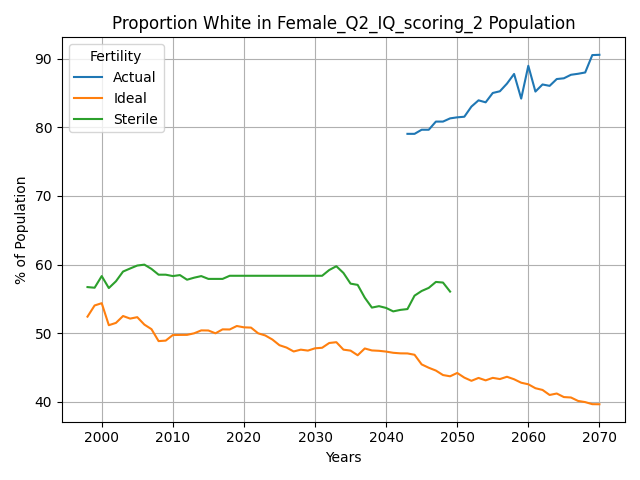 Proportion White in Female_Q2_IQ_scoring_2 Population
Fertility
Actual
Ideal
Sterile
% of Population
90
80
70
60
50
40
2000 2010 2020 2030 2040 2050 2060 2070
Years